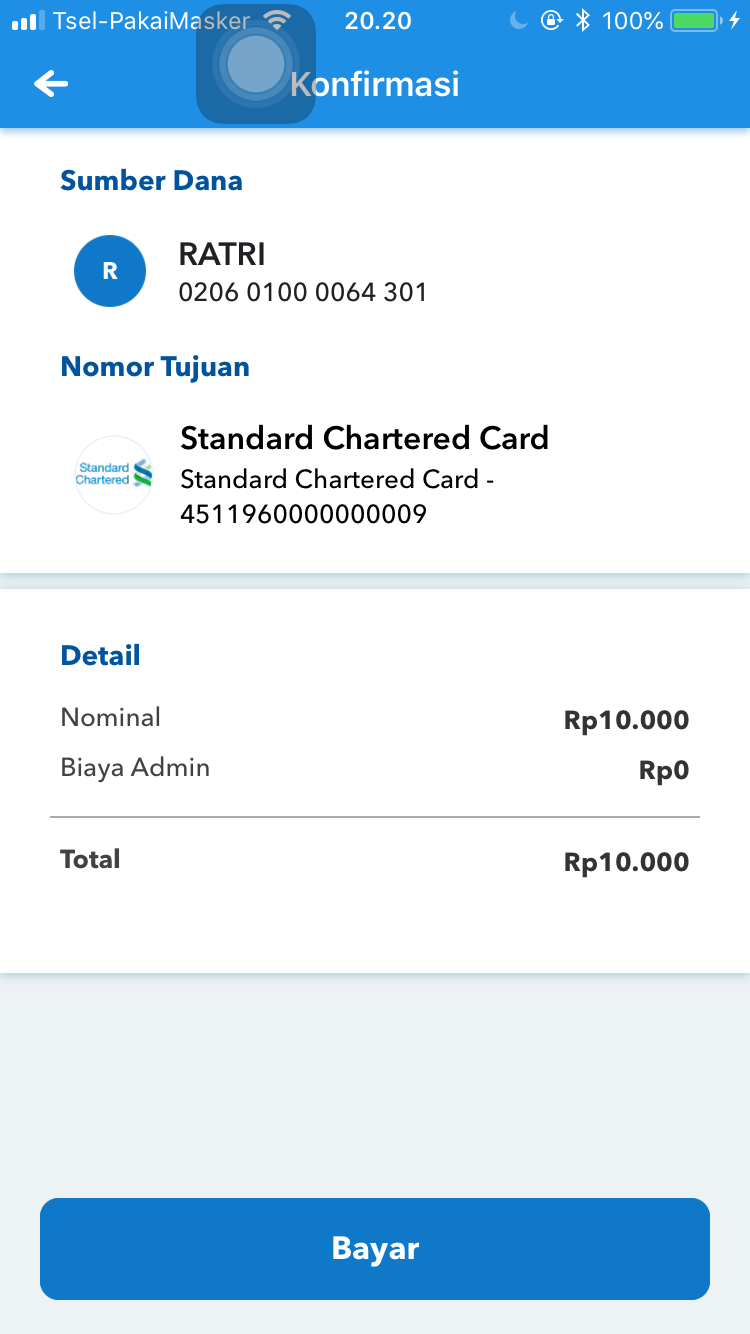 Tsel-PakaiMasker 20.20 100%
Konfirmasi
Sumber Dana
R
RATRI
0206 0100 0064 301
Nomor Tujuan
Standard
Chartered
Standard Chartered Card
Standard Chartered Card -
4511960000000009
Detail
Nominal Rp10.000
Biaya Admin Rp0
Total Rp10.000
Bayar